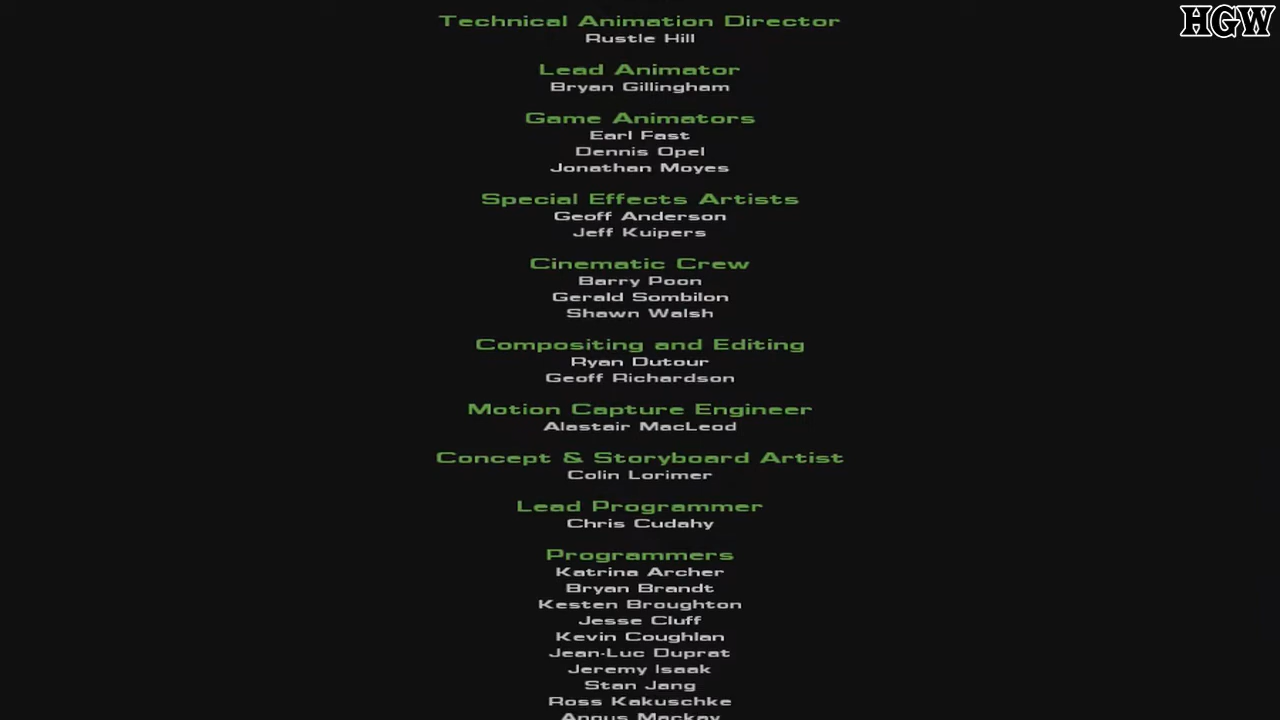 HGW
Technical Animation Director
Rustle Hill
Lead Animator
Bryan Gillingham
Game Animators
Earl Fast
Dennis Opel
Jonathan Moyes
Special Effects Artists
Geoff Anderson
Jeff Kuipers
Cinematic Crew
Barry Poon
Gerald Sombilon
Shawn Walsh
Compositing and Editing
Ryan Dutour
Geoff Richardson
Motion Capture Engineer
Alastair MacLeod
Concept & Storyboard Artist
Colin Lorimer
Lead Programmer
Chris Cudahy
Programmers
Katrina Archer
Bryan Brandt
Kesten Broughton
Jesse Cluff
Kevin Coughlan
Jean-Luc Duprat
Jeremy Isaak
Stan Jang
Ross Kakuschke
Angus Mackay